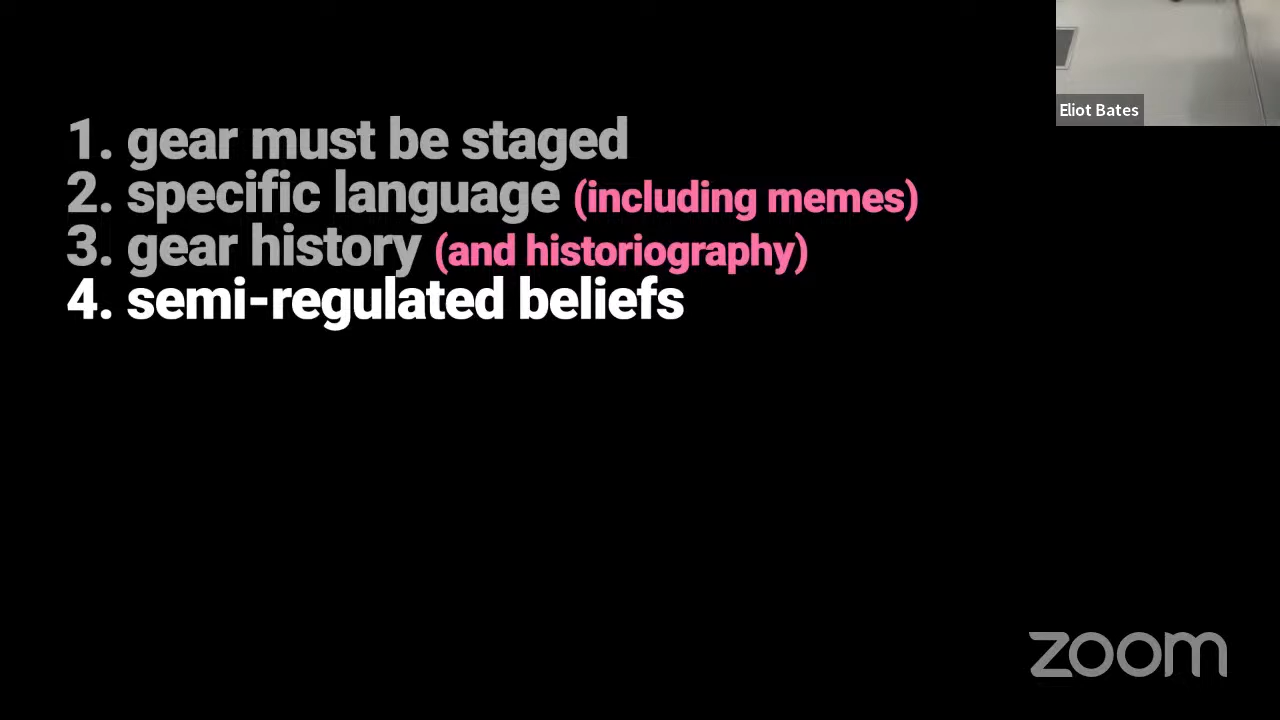 Eliot Bates
1. gear must be staged
2. specific language (including memes)
3. gear history (and historiography)
4. semi-regulated beliefs
zoom